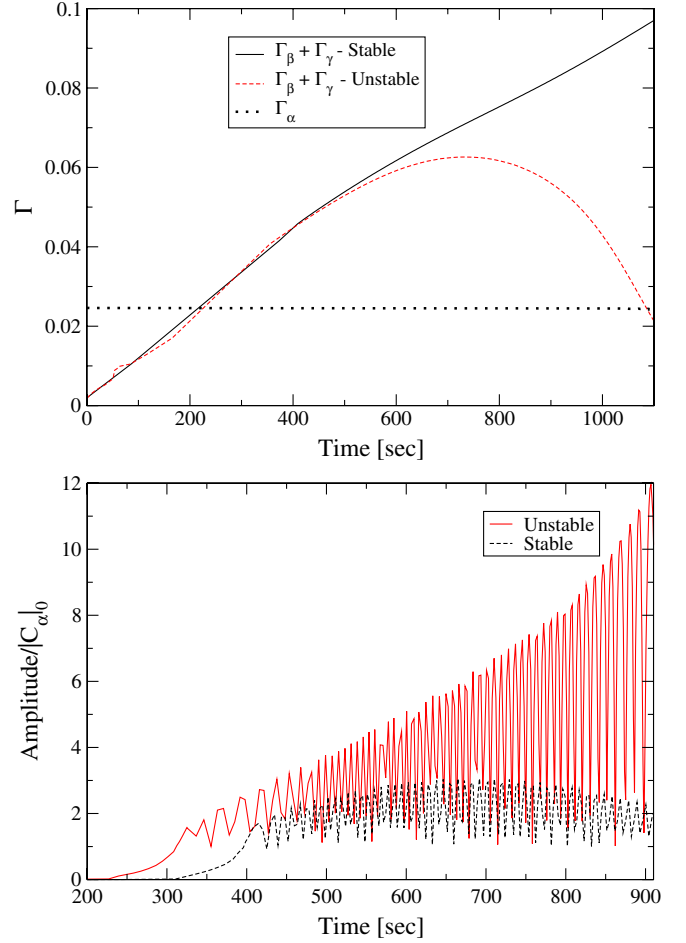 0.1
Γβ + Γγ - Stable
Γβ + Γγ - Unstable
Γα
0.08
0.06
Γ
0.04
0.02
0
0 200 400 600 800 1000
Time [sec]
12
Unstable
Stable
10
8
6
Amplitude/|Cα|0
4
2
0
200 300 400 500 600 700 800 900
Time [sec]